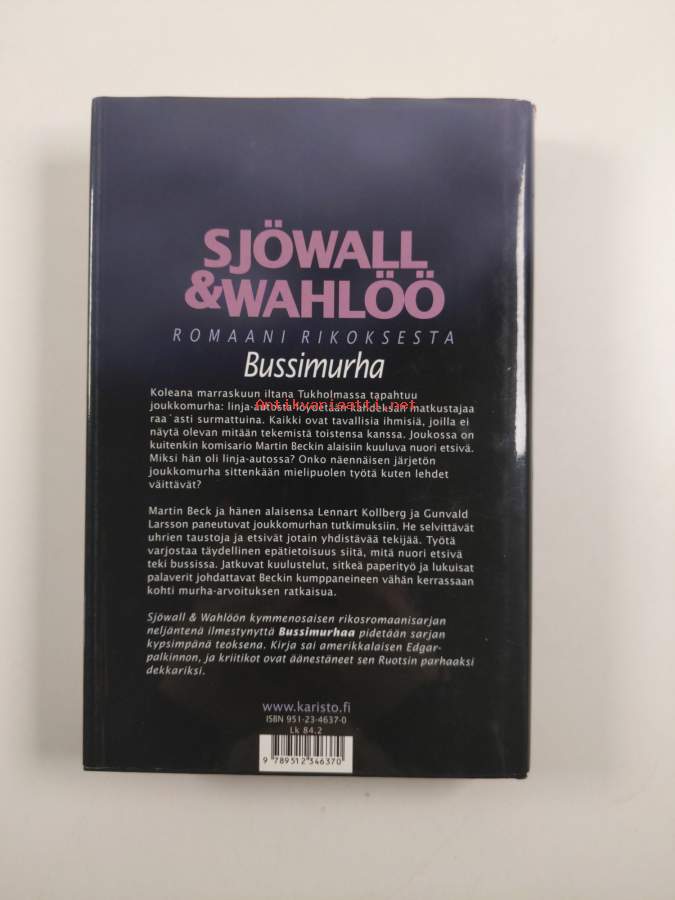 SJÖWALL
&WAHLÖÖ
ROMAANI RIKOKSESTA
Bussimurha
Koleana marraskuun iltana Tukholmassa tapahtuu
Antikvariaatti.net
joukkomurha: linja-autosta löydetään kahdeksan matkustajaa
raa´asti surmattuina. Kaikki ovat tavallisia ihmisiä, joilla ei
näytä olevan mitään tekemistä toistensa kanssa. Joukossa on
kuitenkin komisario Martin Beckin alaisiin kuuluva nuori etsivä.
Miksi hän oli linja-autossa? Onko näennäisen järjetön
joukkomurha sittenkään mielipuolen työtä kuten lehdet
väittävät?
Martin Beck ja hänen alaisensa Lennart Kollberg ja Gunvald
Larsson paneutuvat joukkomurhan tutkimuksiin. He selvittävät
uhrien taustoja ja etsivät jotain yhdistävää tekijää. Työtä
varjostaa täydellinen epätietoisuus siitä, mitä nuori etsivä
teki bussissa. Jatkuvat kuulustelut, sitkeä paperityö ja lukuisat
palaverit johdattavat Beckin kumppaneineen vähän kerrassaan
kohti murha-arvoituksen ratkaisua.
Sjöwall & Wahlöön kymmenosaisen rikosromaanisarjan
neljäntenä ilmestynyttä Bussimurhaa pidetään sarjan
kypsimpänä teoksena. Kirja sai amerikkalaisen Edgar-
palkinnon, ja kriitikot ovat äänestäneet sen Ruotsin parhaaksi
dekkariksi.
www.karisto.fi
ISBN 951-23-4637-0
Lk 84.2
9 789512 346370